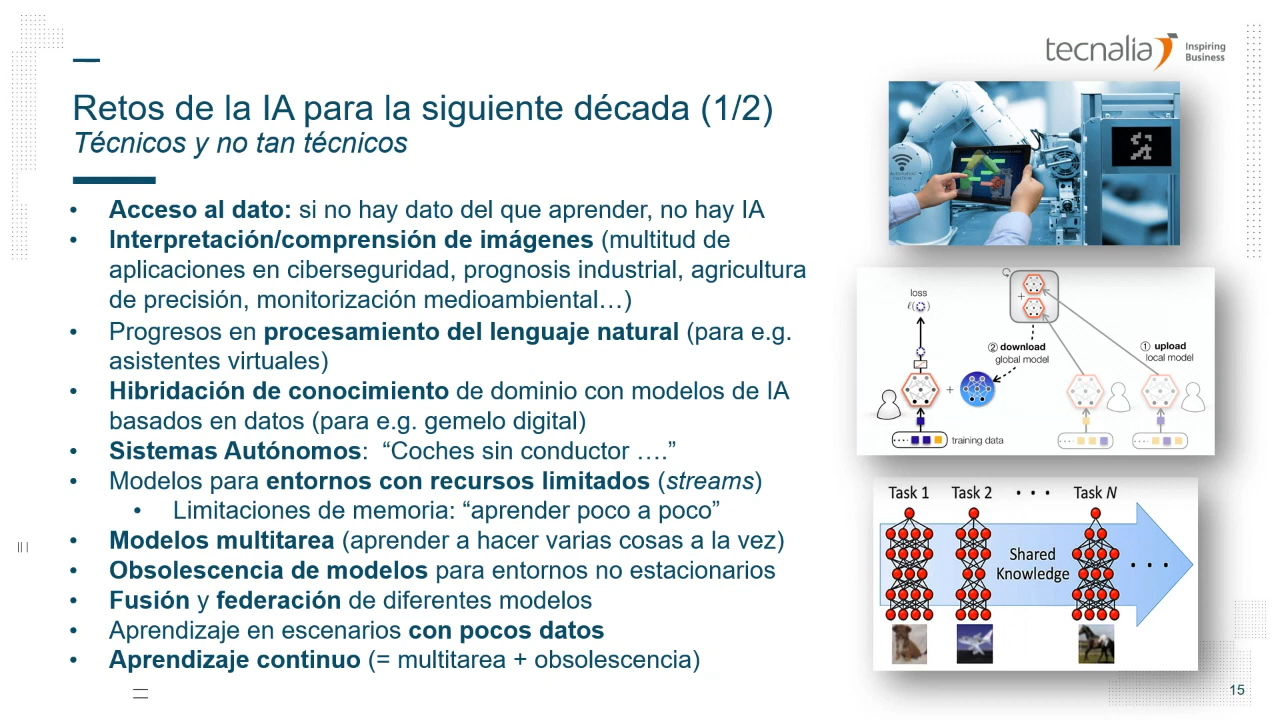 tecnalia Inspiring
Business
Retos de la IA para la siguiente década (1/2)
Técnicos y no tan técnicos
• Acceso al dato: si no hay dato del que aprender, no hay IA
• Interpretación/comprensión de imágenes (multitud de
aplicaciones en ciberseguridad, prognosis industrial, agricultura
de precisión, monitorización medioambiental…)
• Progresos en procesamiento del lenguaje natural (para e.g.
asistentes virtuales)
• Hibridación de conocimiento de dominio con modelos de IA
basados en datos (para e.g. gemelo digital)
• Sistemas Autónomos: “Coches sin conductor ….”
• Modelos para entornos con recursos limitados (streams)
• Limitaciones de memoria: “aprender poco a poco”
• Modelos multitarea (aprender a hacer varias cosas a la vez)
• Obsolescencia de modelos para entornos no estacionarios
• Fusión y federación de diferentes modelos
• Aprendizaje en escenarios con pocos datos
• Aprendizaje continuo (= multitarea + obsolescencia)
loss
② download
global model
① upload
local model
training data
Task 1 Task 2 · · · Task N
Shared
Knowledge
15